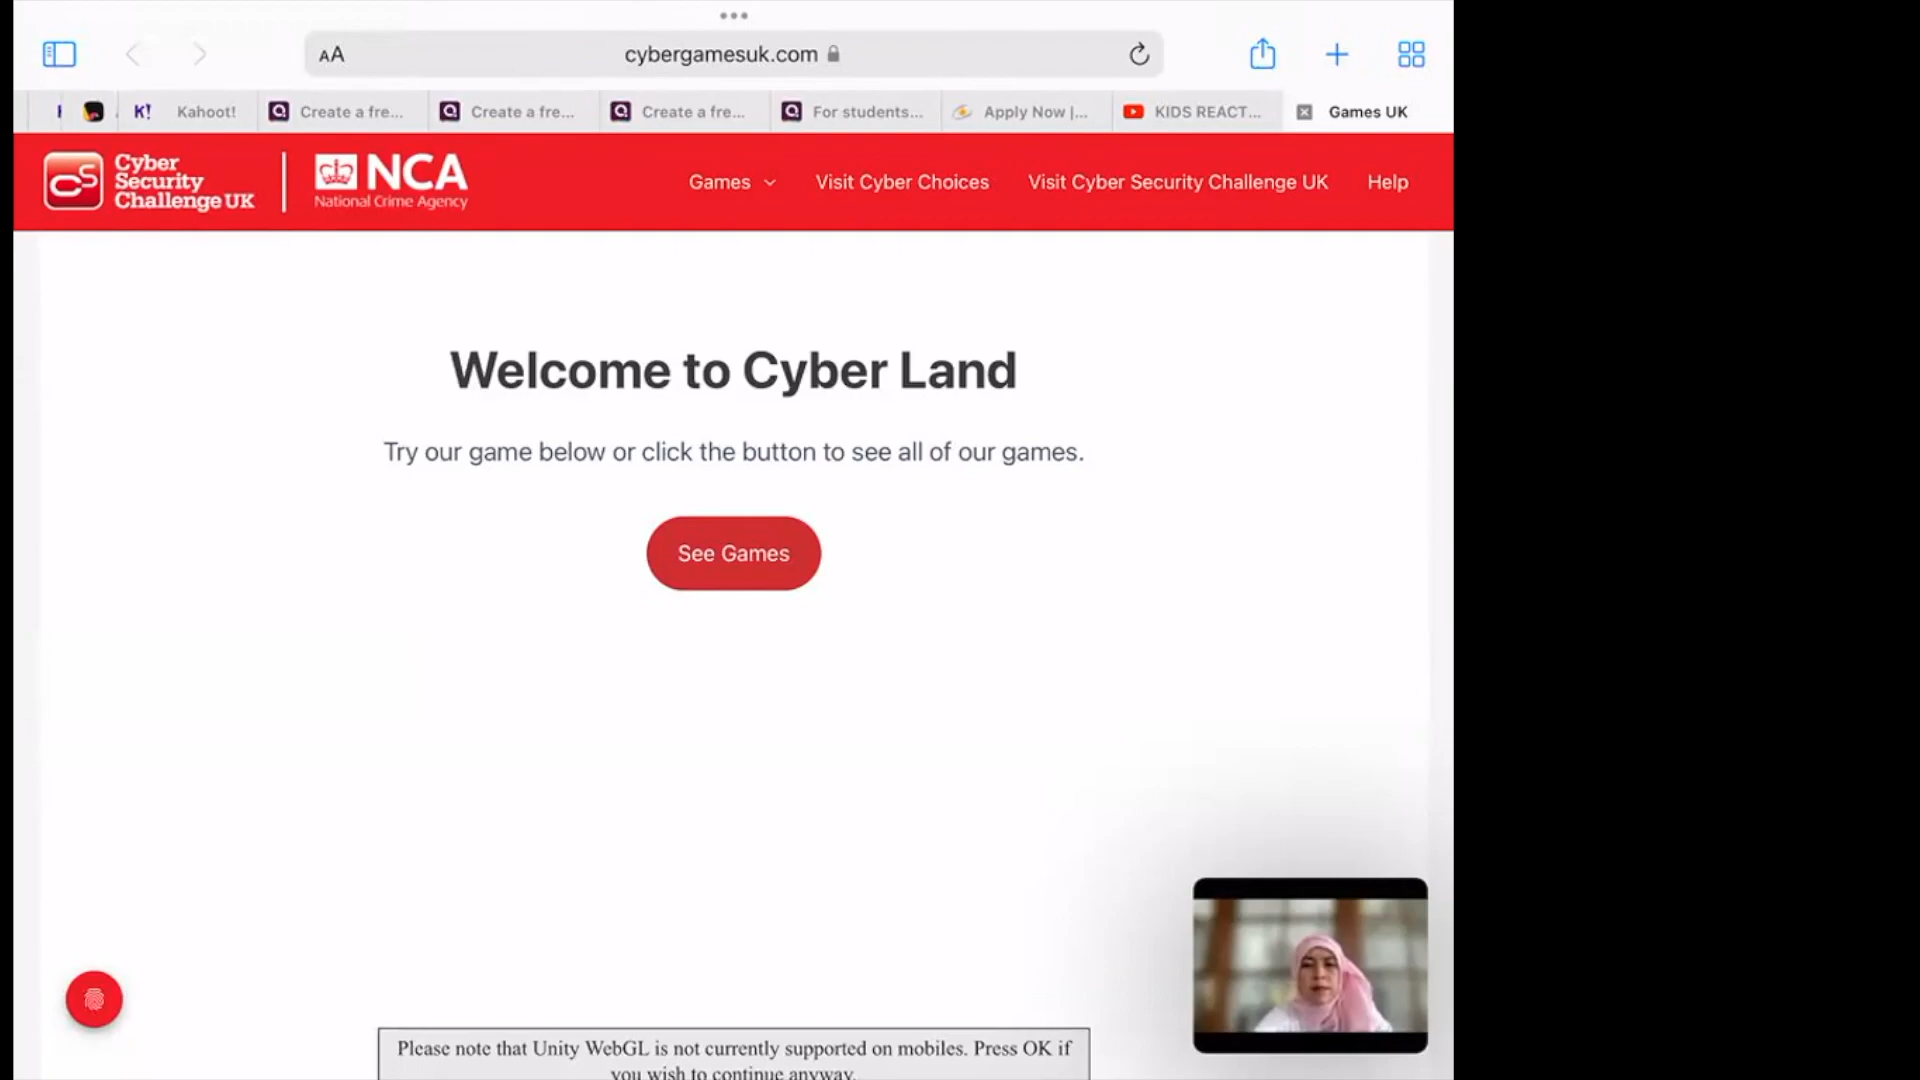 AA
cybergamesuk.com
K! Kahoot!
Create a fre...
Create a fre...
Create a fre...
For students...
Apply Now |...
KIDS REACT...
Games UK
CS
Cyber
Security
Challenge UK
NCA
National Crime Agency
Games
Visit Cyber Choices
Visit Cyber Security Challenge UK
Help
Welcome to Cyber Land
Try our game below or click the button to see all of our games.
See Games
Please note that Unity WebGL is not currently supported on mobiles. Press OK if
you wish to continue anyway.